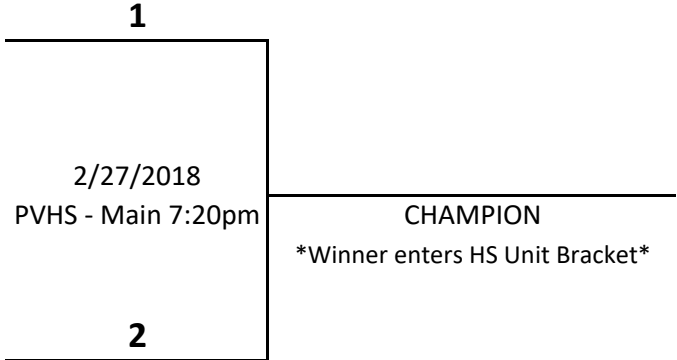 1
2/27/2018
PVHS - Main 7:20pm
CHAMPION
*Winner enters HS Unit Bracket*
2